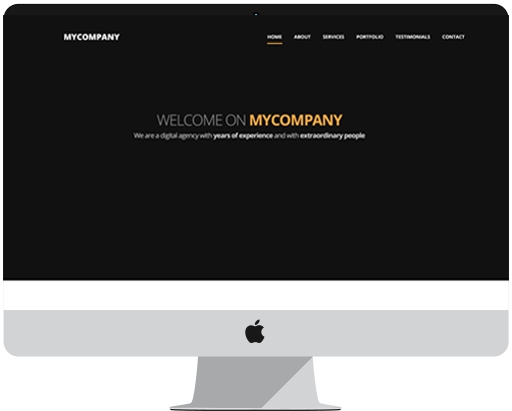 MYCOMPANY
HOME ABOUT SERVICES PORTFOLIO TESTIMONIALS CONTACT
WELCOME ON MYCOMPANY
We are a digital agency with years of experience and with extraordinary people